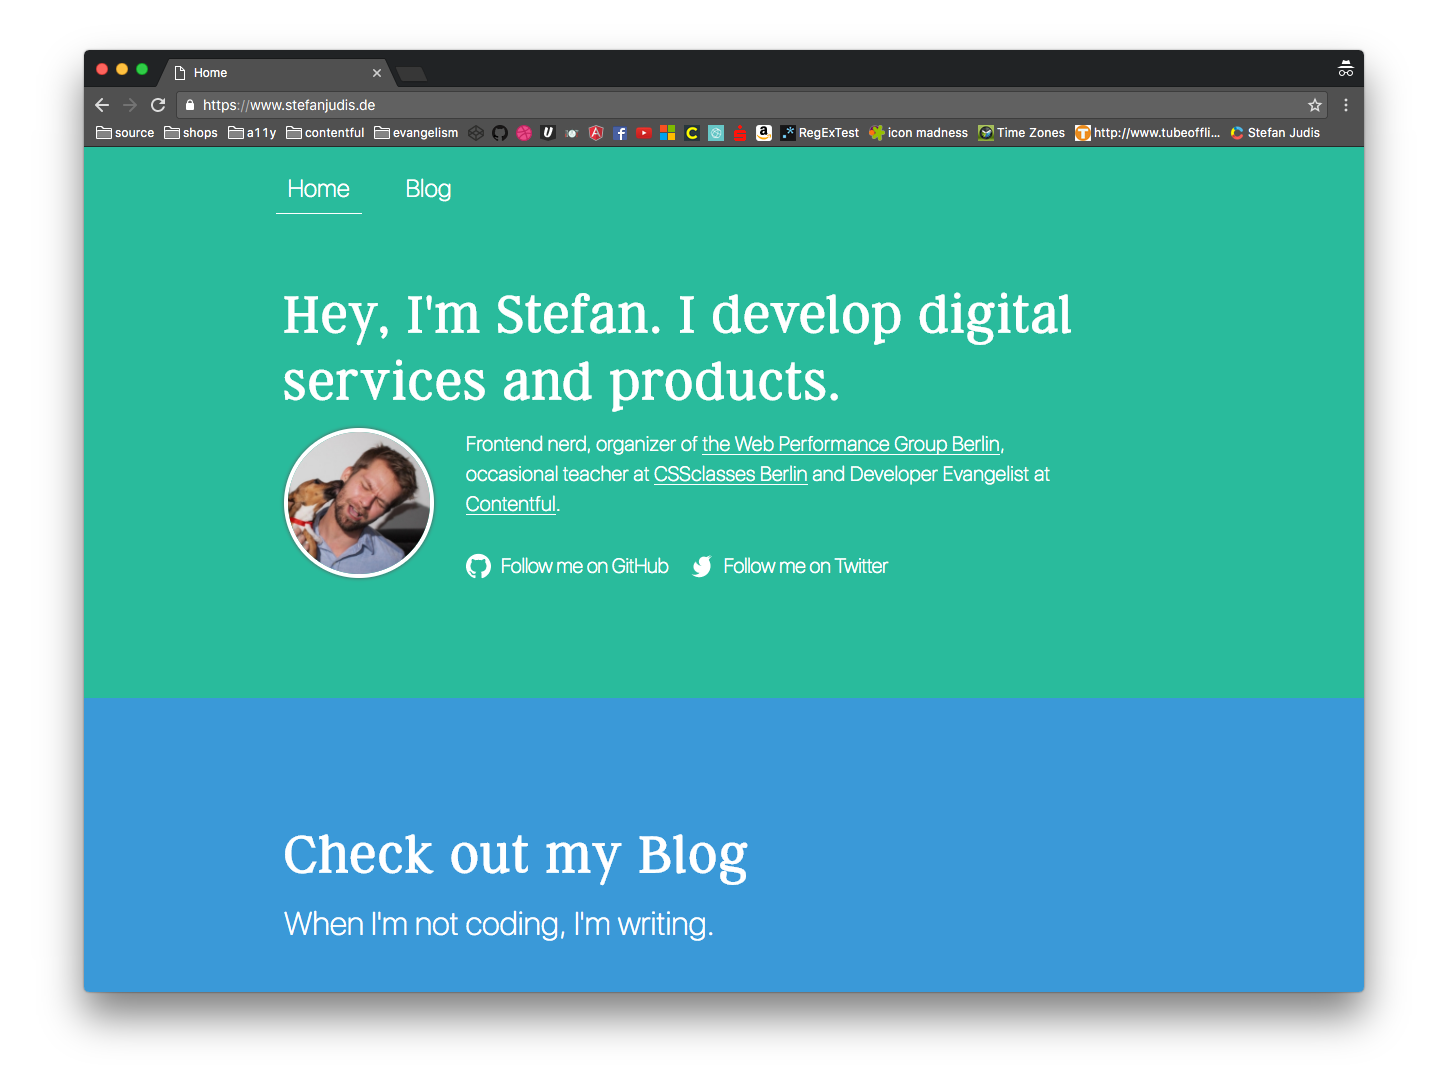 Home
https://www.stefanjudis.de
source shops a11y contentful evangelism RegExTest icon madness Time Zones http://www.tubeoffli... Stefan Judis
Home Blog
Hey, I'm Stefan. I develop digital
services and products.
Frontend nerd, organizer of the Web Performance Group Berlin,
occasional teacher at CSSclasses Berlin and Developer Evangelist at
Contentful.
Follow me on GitHub Follow me on Twitter
Check out my Blog
When I'm not coding, I'm writing.